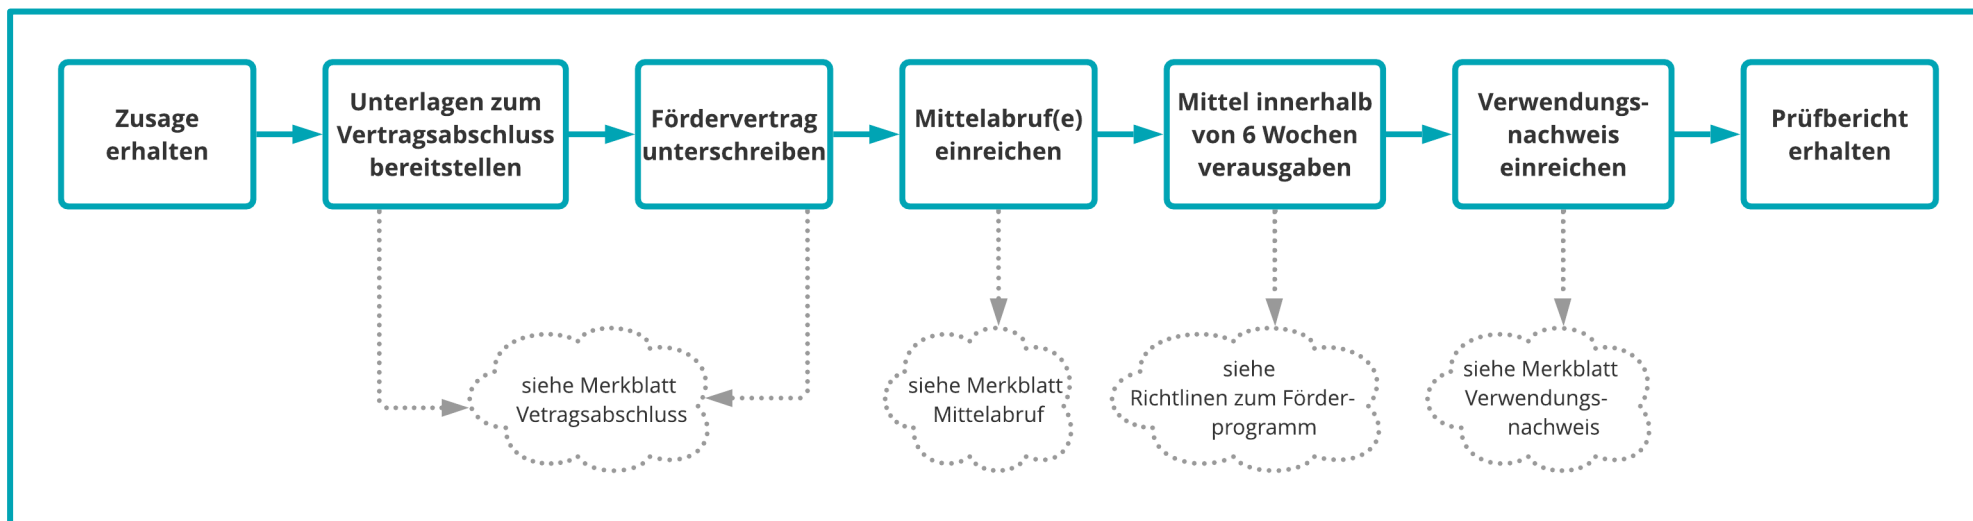 Zusage
erhalten
Unterlagen zum
Vertragsabschluss
bereitstellen
Fördervertrag
unterschreiben
Mittelabruf(e)
einreichen
Mittel innerhalb
von 6 Wochen
verausgaben
Verwendungs-
nachweis
einreichen
Prüfbericht
erhalten
siehe Merkblatt
Vetragsabschluss
siehe Merkblatt
Mittelabruf
siehe
Richtlinen zum Förder-
programm
siehe Merkblatt
Verwendungs-
nachweis